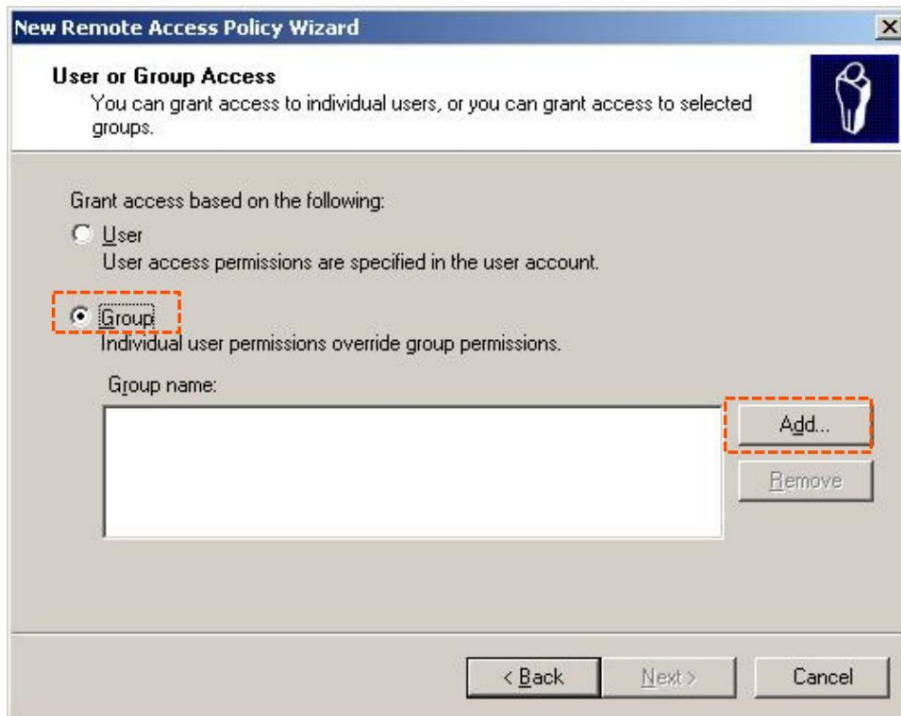 New Remote Access Policy Wizard
User or Group Access
You can grant access to individual users, or you can grant access to selected
groups.
Grant access based on the following:
User
User access permissions are specified in the user account.
Group
Individual user permissions override group permissions.
Group name:
Add...
Remove
< Back
Next >
Cancel